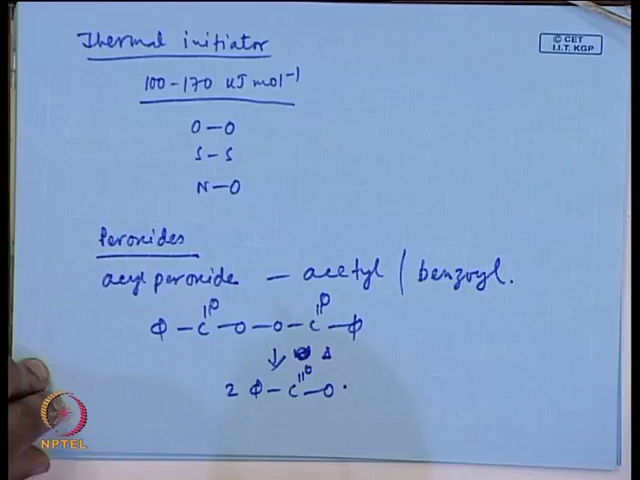 Thermal initiator
© CET
I.I.T. KGP
100-170 kJ mol⁻¹
O-O
S-S
N-O
Peroxides
acyl peroxide - acetyl / benzoyl.
O O
Φ-C-O-O-C-Φ
↓ Δ
O
2 Φ-C-O·
NPTEL